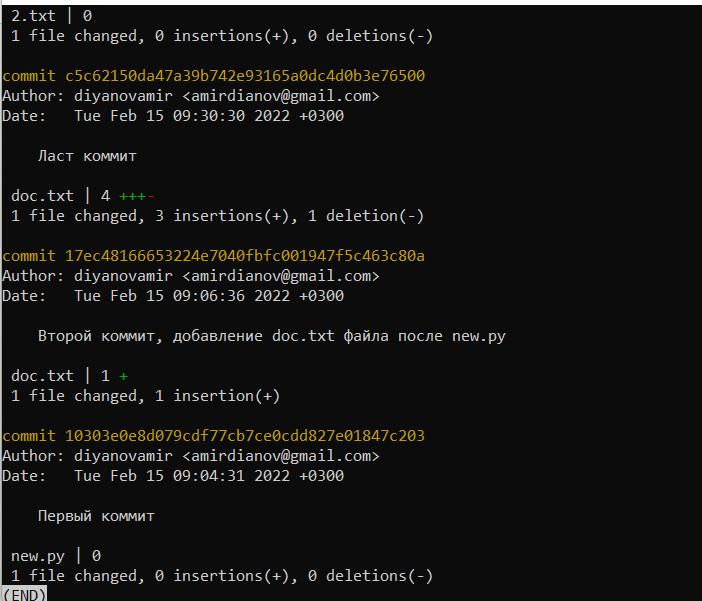 2.txt | 0
1 file changed, 0 insertions(+), 0 deletions(-)
commit c5c62150da47a39b742e93165a0dc4d0b3e76500
Author: diyanovamir <amirdianov@gmail.com>
Date:   Tue Feb 15 09:30:30 2022 +0300
Ласт коммит
doc.txt | 4 +++-
1 file changed, 3 insertions(+), 1 deletion(-)
commit 17ec48166653224e7040fbfc001947f5c463c80a
Author: diyanovamir <amirdianov@gmail.com>
Date:   Tue Feb 15 09:06:36 2022 +0300
Второй коммит, добавление doc.txt файла после new.py
doc.txt | 1 +
1 file changed, 1 insertion(+)
commit 10303e0e8d079cdf77cb7ce0cdd827e01847c203
Author: diyanovamir <amirdianov@gmail.com>
Date:   Tue Feb 15 09:04:31 2022 +0300
Первый коммит
new.py | 0
1 file changed, 0 insertions(+), 0 deletions(-)
(END)